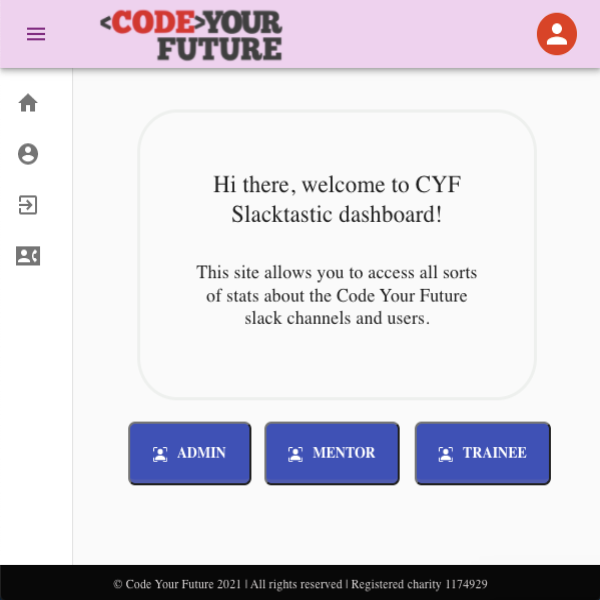 <CODE>YOUR
FUTURE
Hi there, welcome to CYF
Slacktastic dashboard!
This site allows you to access all sorts
of stats about the Code Your Future
slack channels and users.
ADMIN
MENTOR
TRAINEE
© Code Your Future 2021 | All rights reserved | Registered charity 1174929